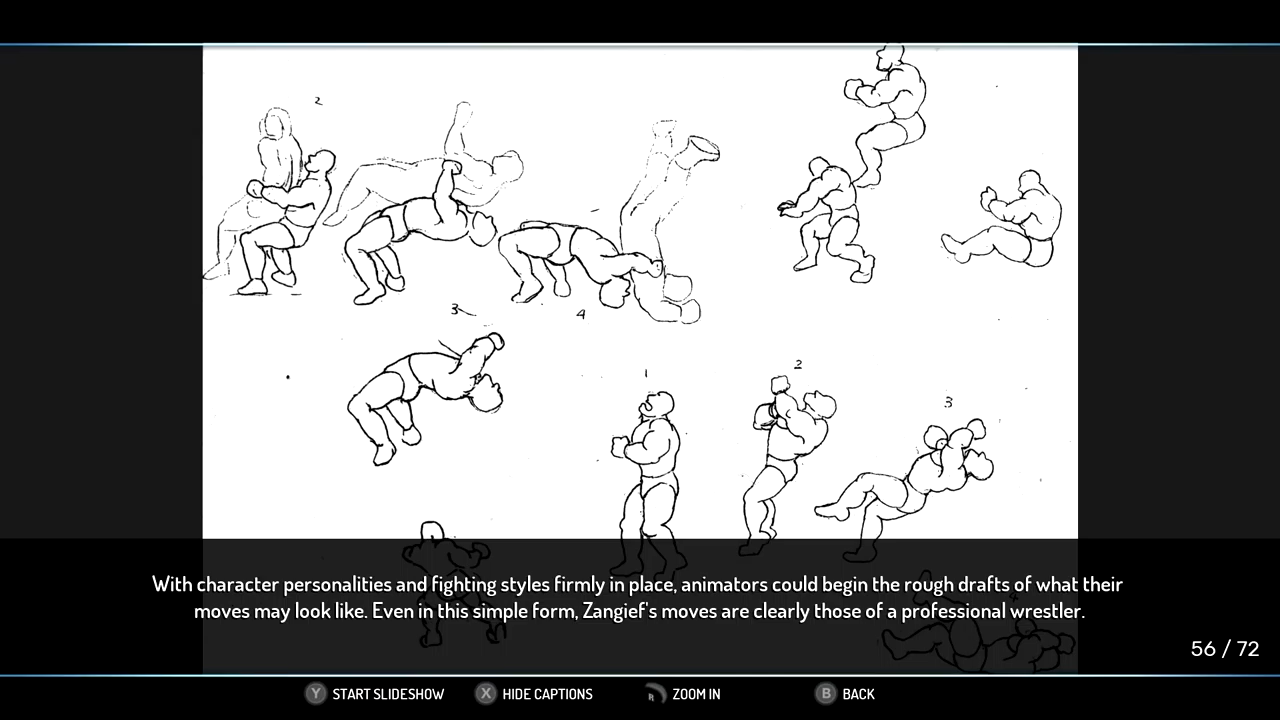 2
3
4
1
2
3
With character personalities and fighting styles firmly in place, animators could begin the rough drafts of what their
moves may look like. Even in this simple form, Zangief's moves are clearly those of a professional wrestler.
56 / 72
Y START SLIDESHOW X HIDE CAPTIONS R ZOOM IN B BACK